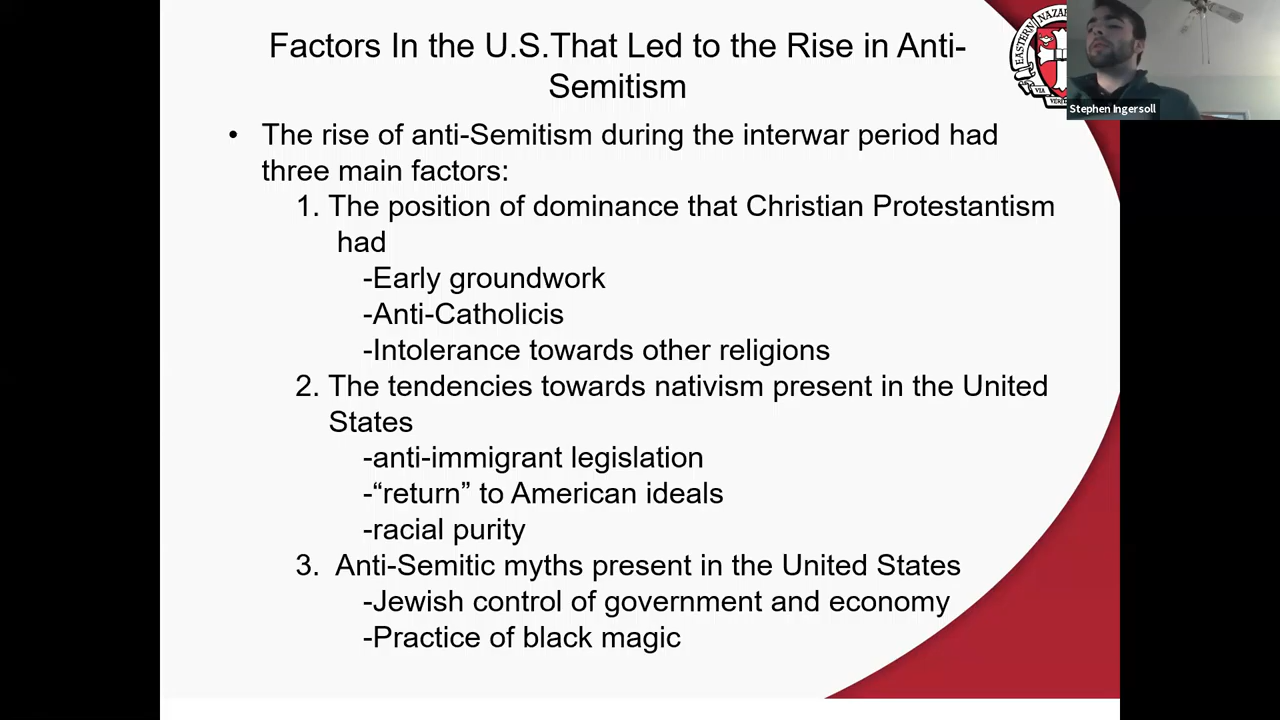 Factors In the U.S.That Led to the Rise in Anti-
Semitism
• The rise of anti-Semitism during the interwar period had
three main factors:
1. The position of dominance that Christian Protestantism
had
-Early groundwork
-Anti-Catholicis
-Intolerance towards other religions
2. The tendencies towards nativism present in the United
States
-anti-immigrant legislation
-“return” to American ideals
-racial purity
3. Anti-Semitic myths present in the United States
-Jewish control of government and economy
-Practice of black magic
EASTERN NAZAR
VIA
VERI
Stephen Ingersoll